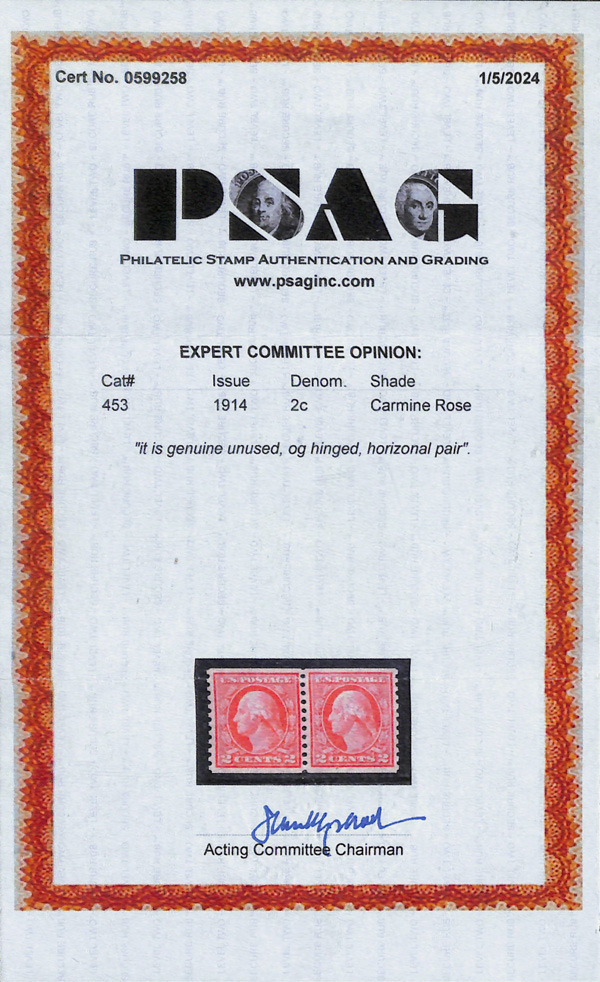 Cert No. 0599258 1/5/2024
PSAG
PHILATELIC STAMP AUTHENTICATION AND GRADING
www.psaginc.com
EXPERT COMMITTEE OPINION:
Cat# Issue Denom. Shade
453 1914 2c Carmine Rose
"it is genuine unused, og hinged, horizonal pair".
U.S. POSTAGE U.S. POSTAGE
2 CENTS 2 2 CENTS 2
Acting Committee Chairman